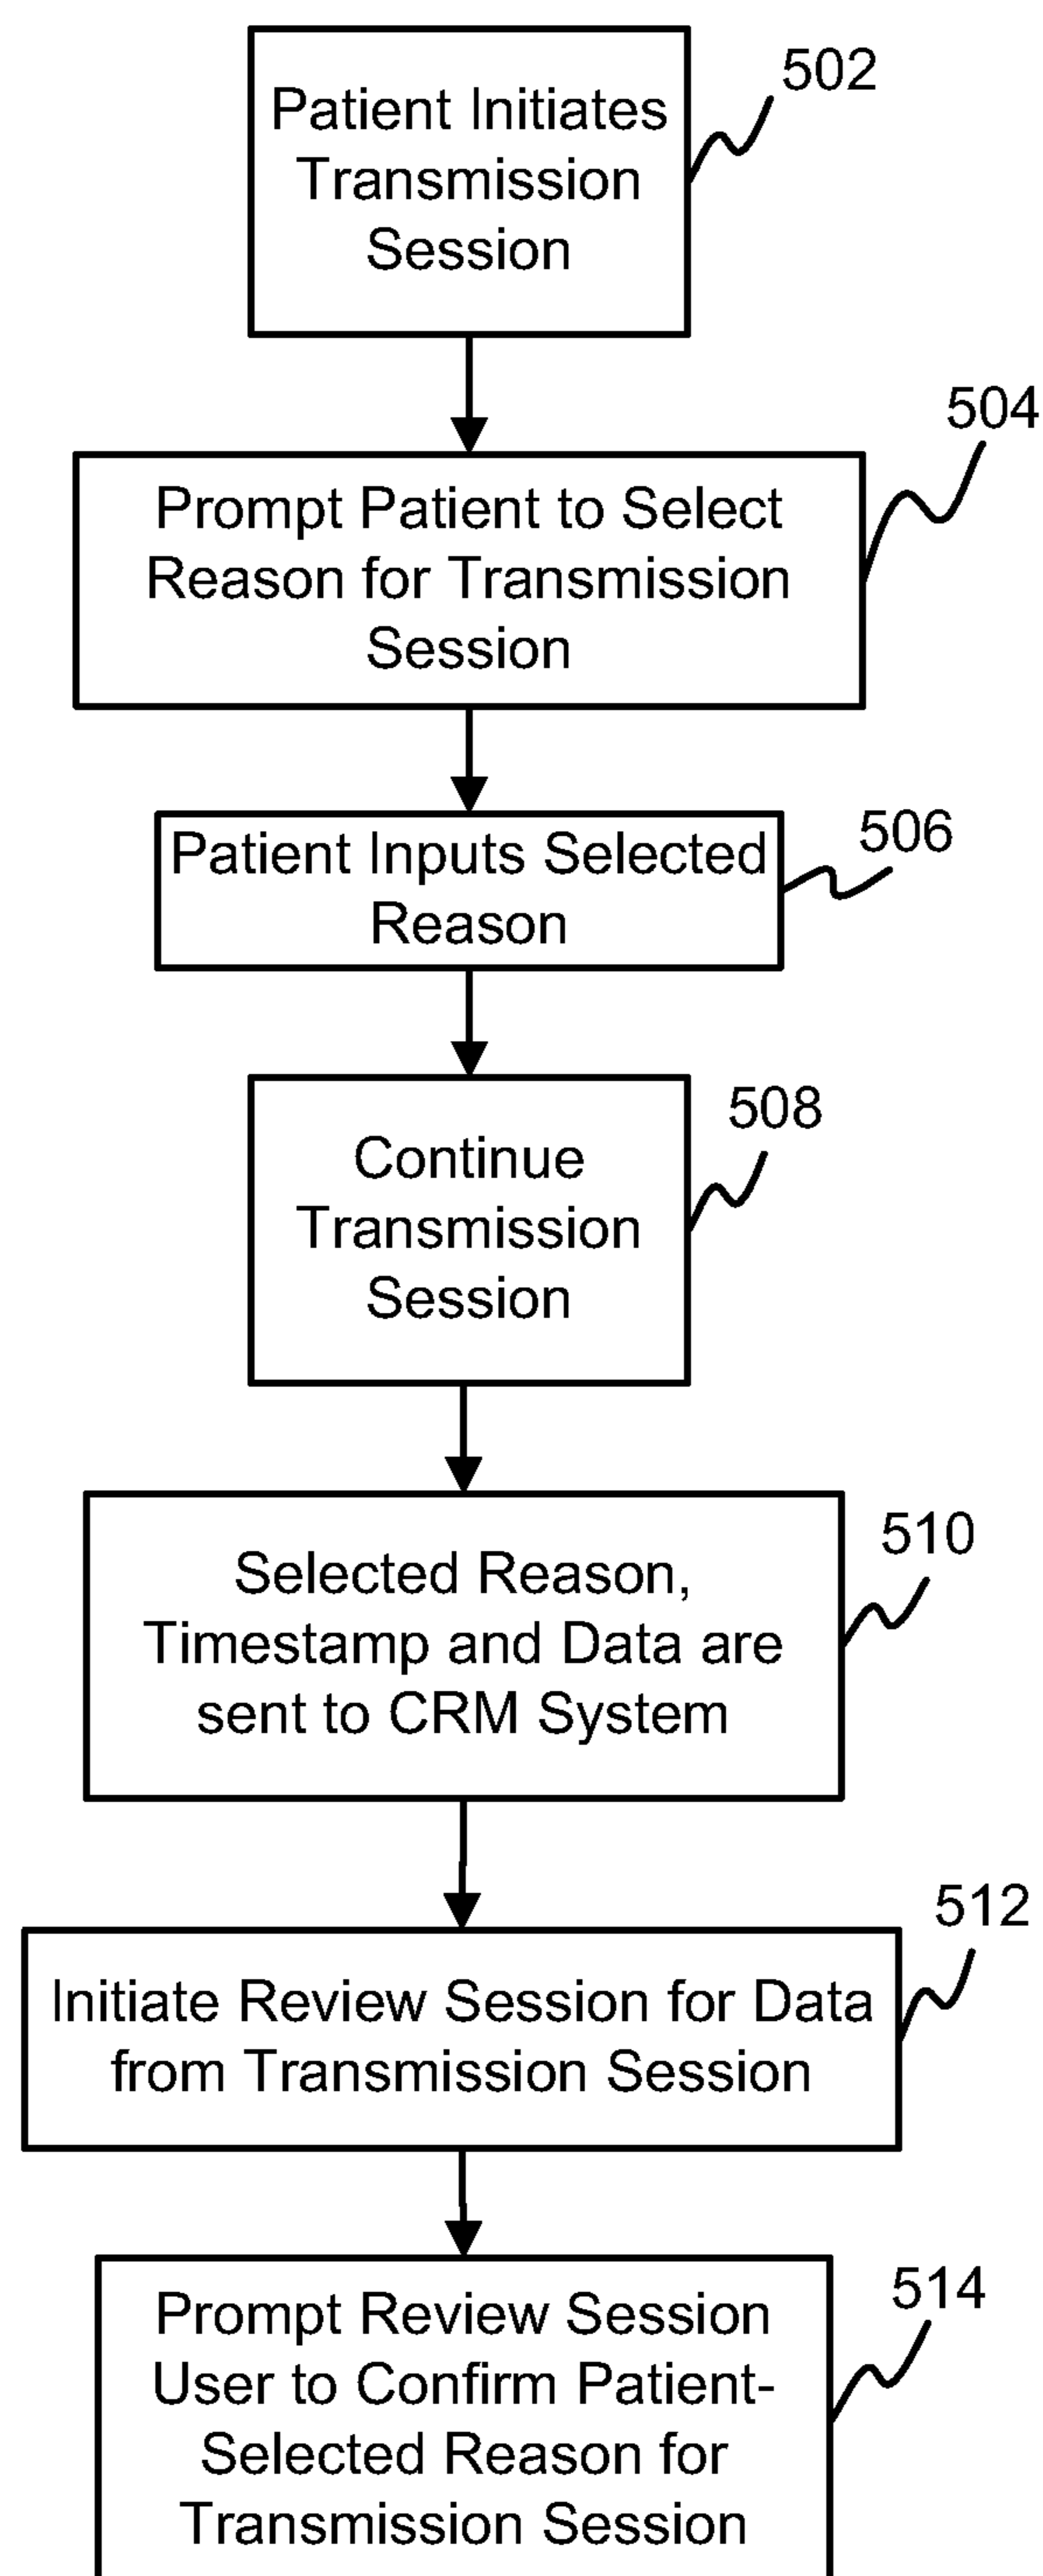 502
Patient Initiates
Transmission
Session
504
Prompt Patient to Select
Reason for Transmission
Session
506
Patient Inputs Selected
Reason
508
Continue
Transmission
Session
510
Selected Reason,
Timestamp and Data are
sent to CRM System
512
Initiate Review Session for Data
from Transmission Session
514
Prompt Review Session
User to Confirm Patient-
Selected Reason for
Transmission Session